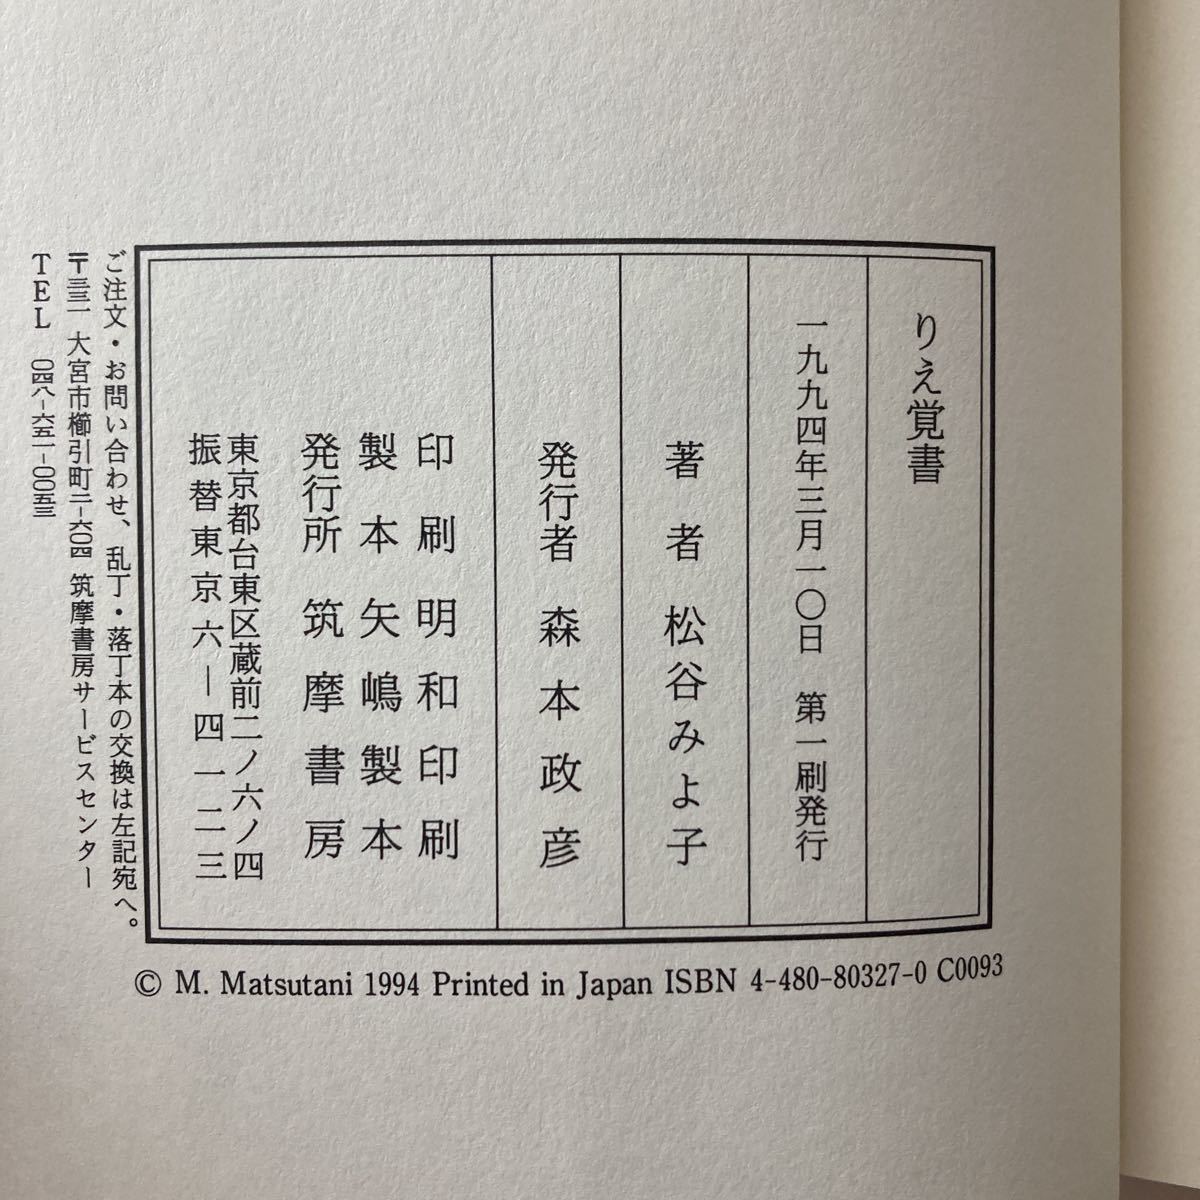 りえ覚書
一九九四年三月一〇日　第一刷発行
著者　松谷みよ子
発行者　森本政彦
印刷　明和印刷
製本　矢嶋製本
発行所　筑摩書房
東京都台東区蔵前二ノ六ノ四
振替東京六―四一二三
ご注文・お問い合わせ、乱丁・落丁本の交換は左記宛へ。
〒三三一　大宮市櫛引町二-六〇四　筑摩書房サービスセンター
TEL　〇四八-六五一-〇〇五三
© M. Matsutani 1994 Printed in Japan ISBN 4-480-80327-0 C0093